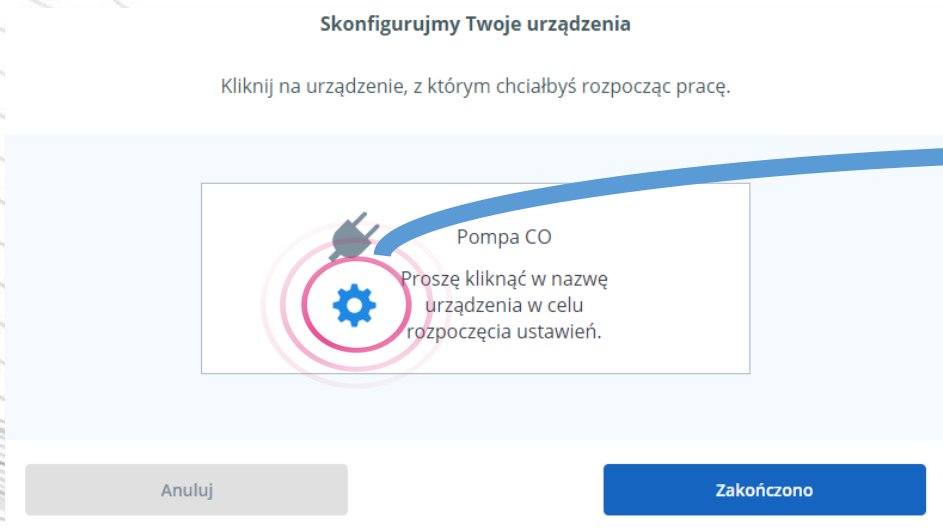 Skonfigurujmy Twoje urządzenia
Kliknij na urządzenie, z którym chciałbyś rozpocząc pracę.
Pompa CO
Proszę kliknąć w nazwę
urządzenia w celu
rozpoczęcia ustawień.
Anuluj
Zakończono